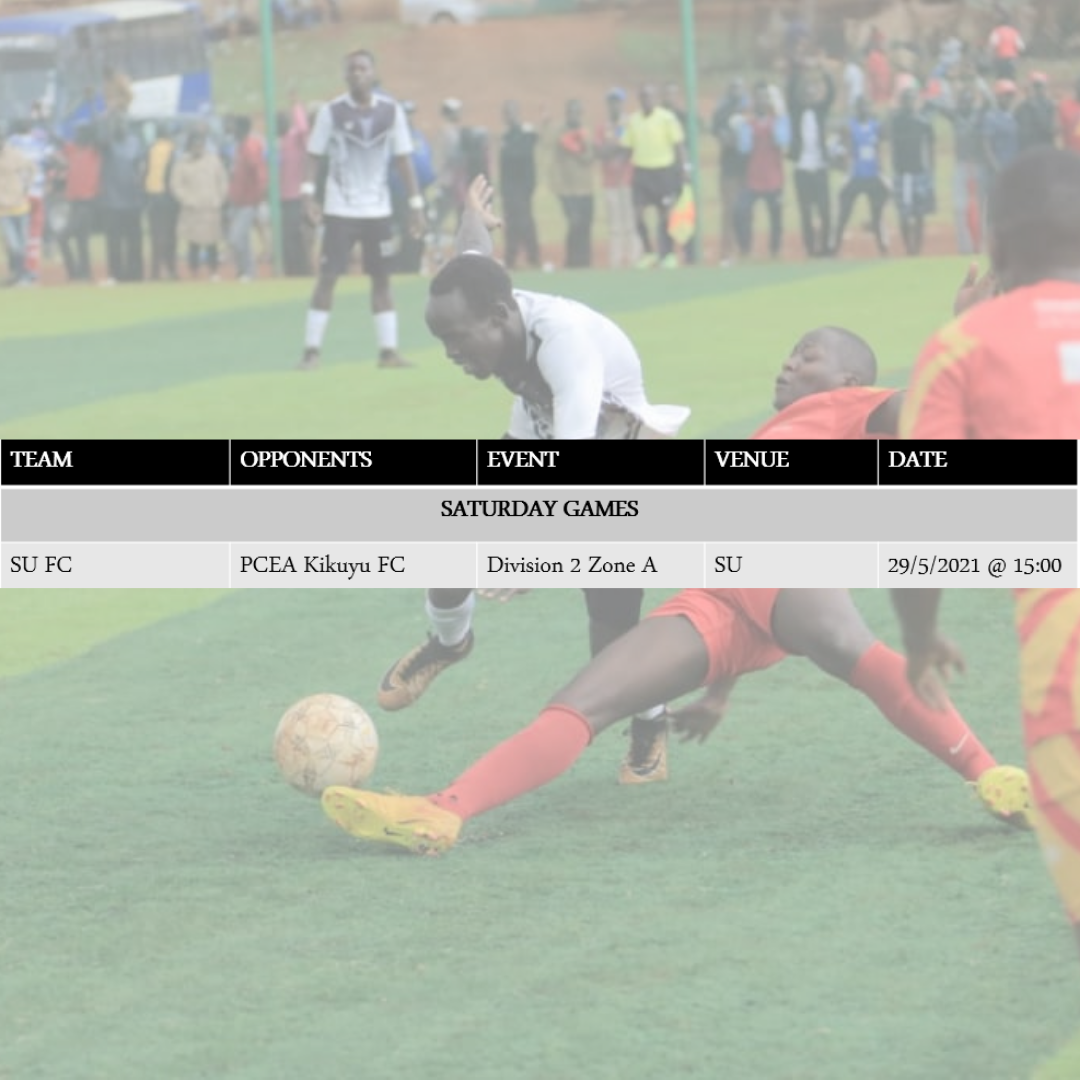 TEAM OPPONENTS EVENT VENUE DATE
SATURDAY GAMES
SU FC PCEA Kikuyu FC Division 2 Zone A SU 29/5/2021 @ 15:00